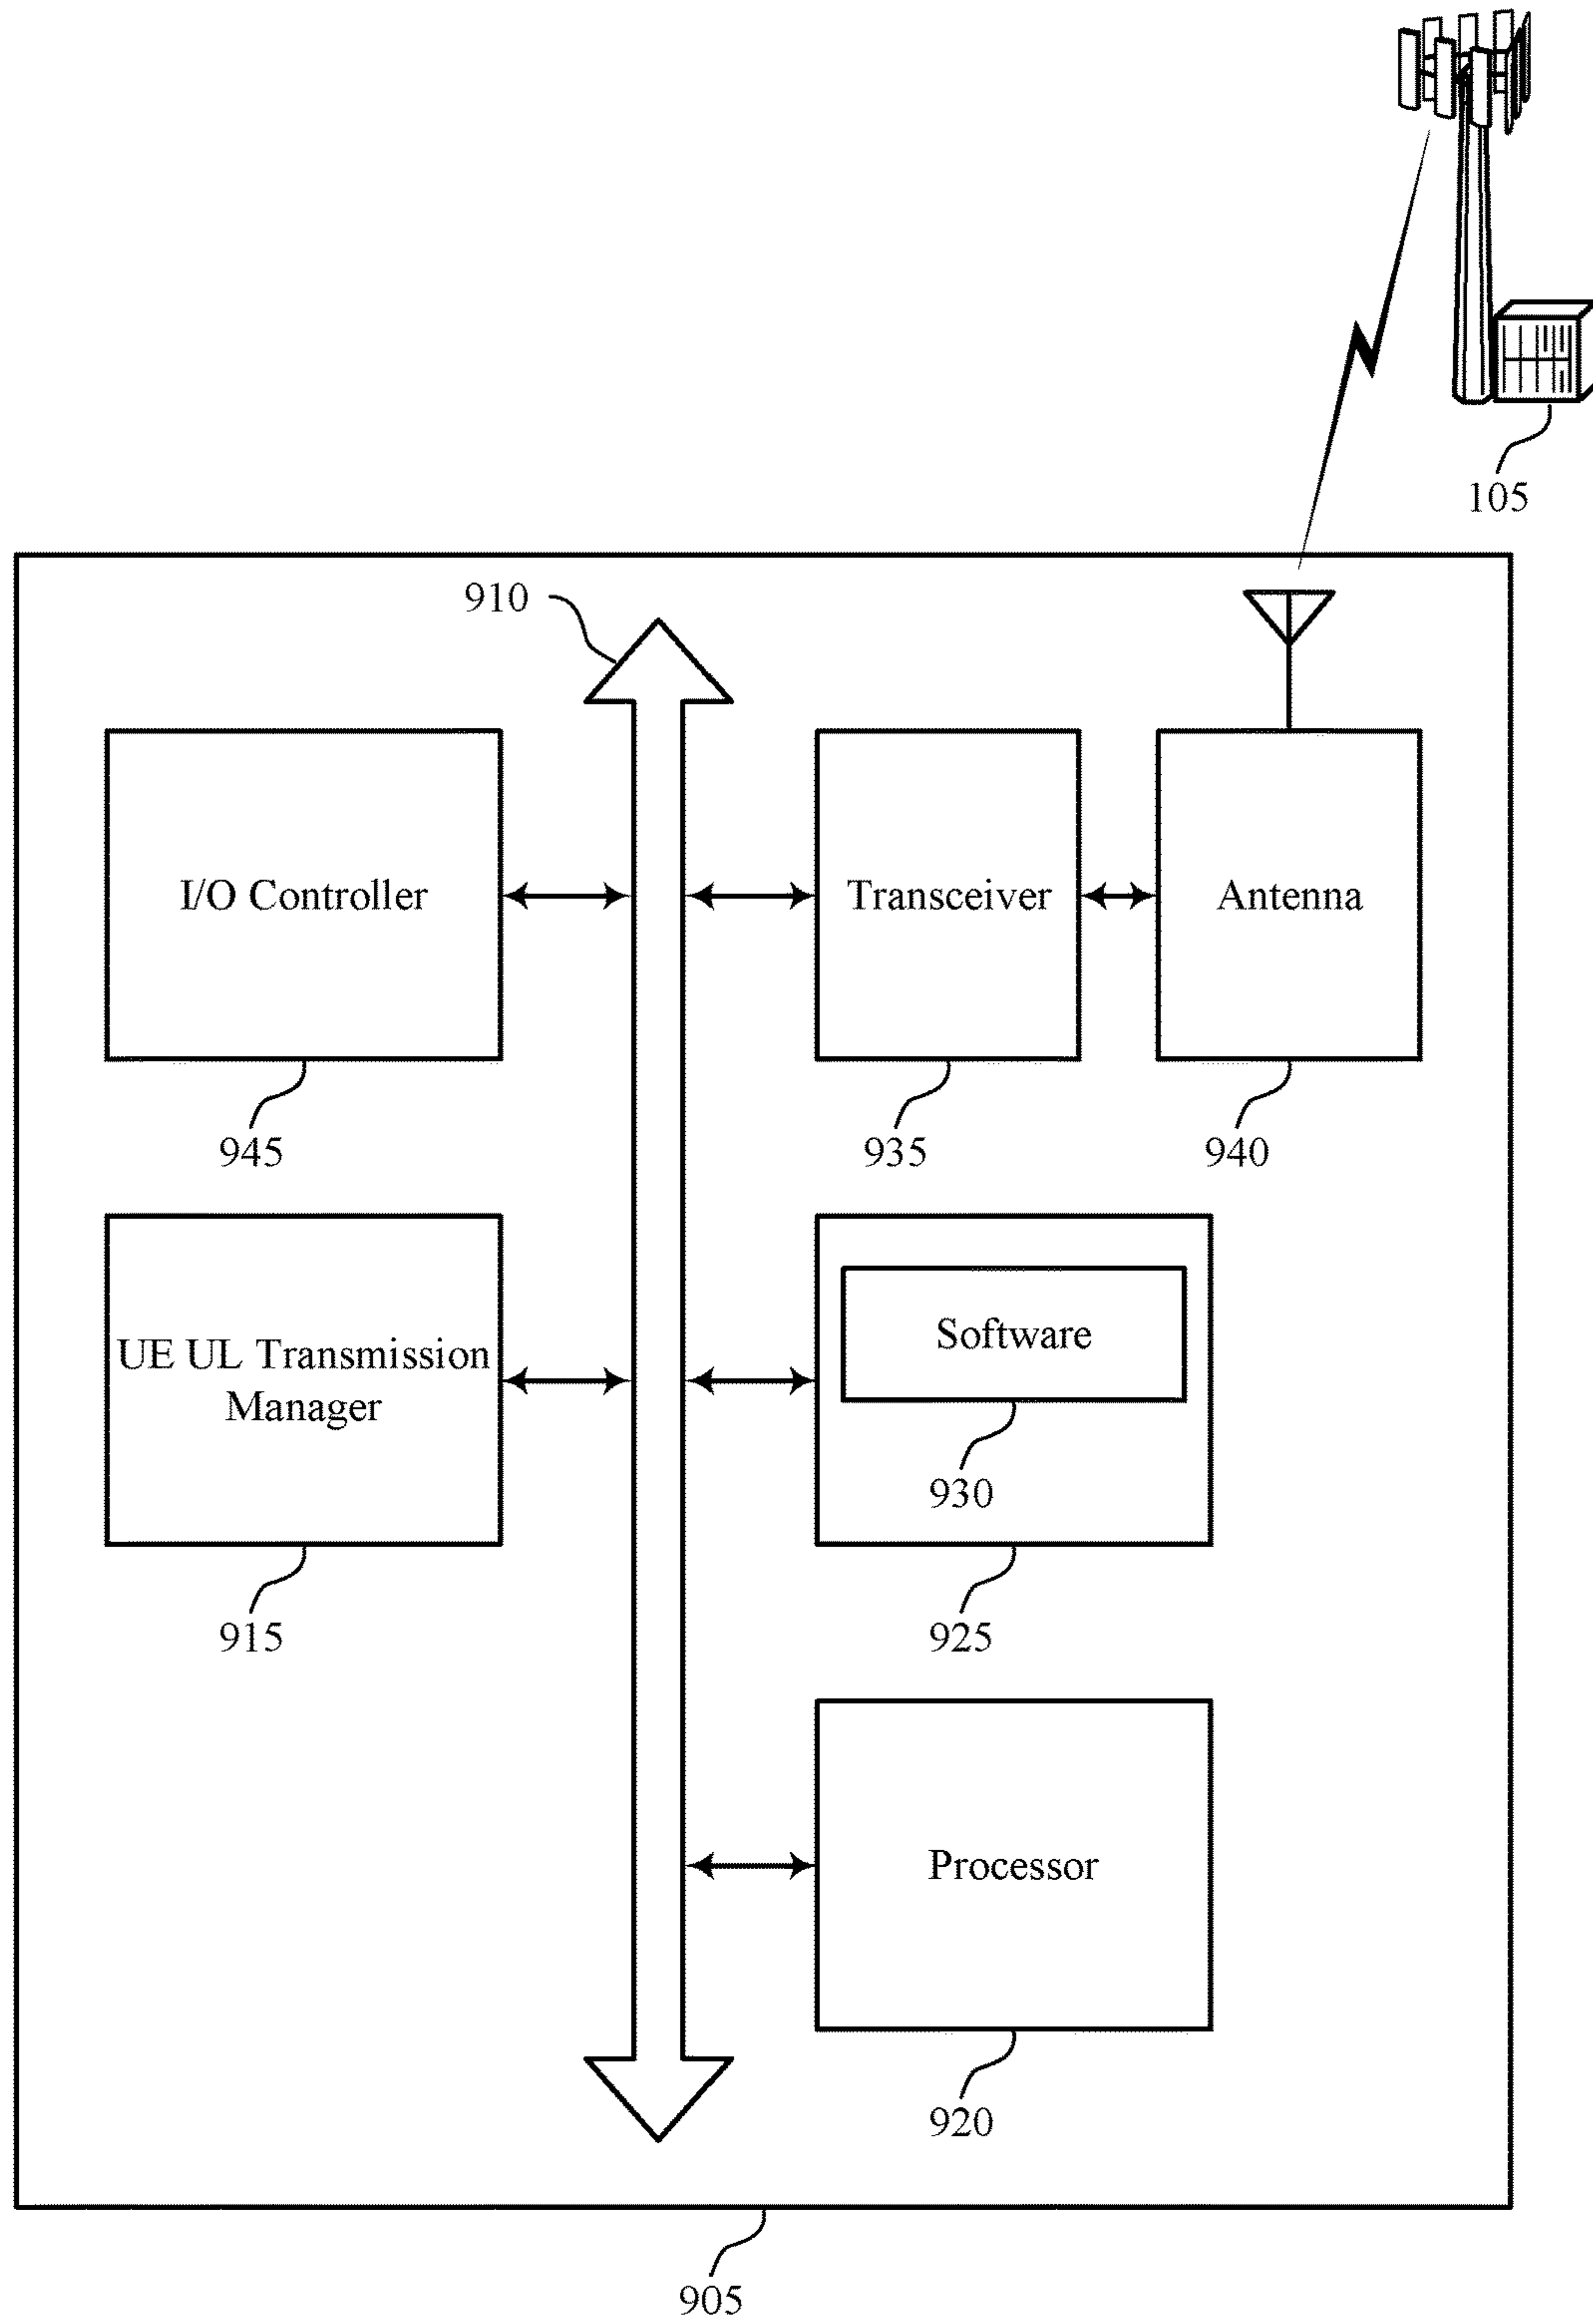 105
910
I/O Controller
Transceiver
Antenna
945
935
940
UE UL Transmission
Manager
Software
930
915
925
Processor
920
905